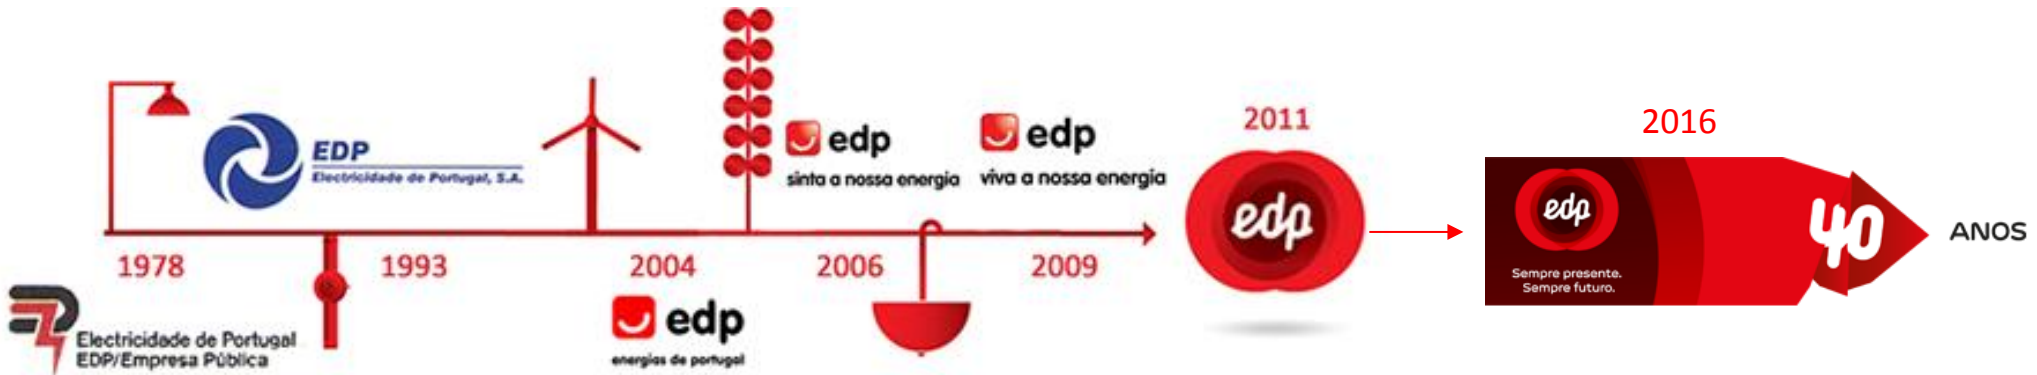 1978
Electricidade de Portugal
EDP/Empresa Pública
EDP
Electricidade de Portugal, S.A.
1993
2004
edp
energias de portugal
edp
sinta a nossa energia
2006
edp
viva a nossa energia
2009
2011
edp
2016
edp
Sempre presente.
Sempre futuro.
40
ANOS